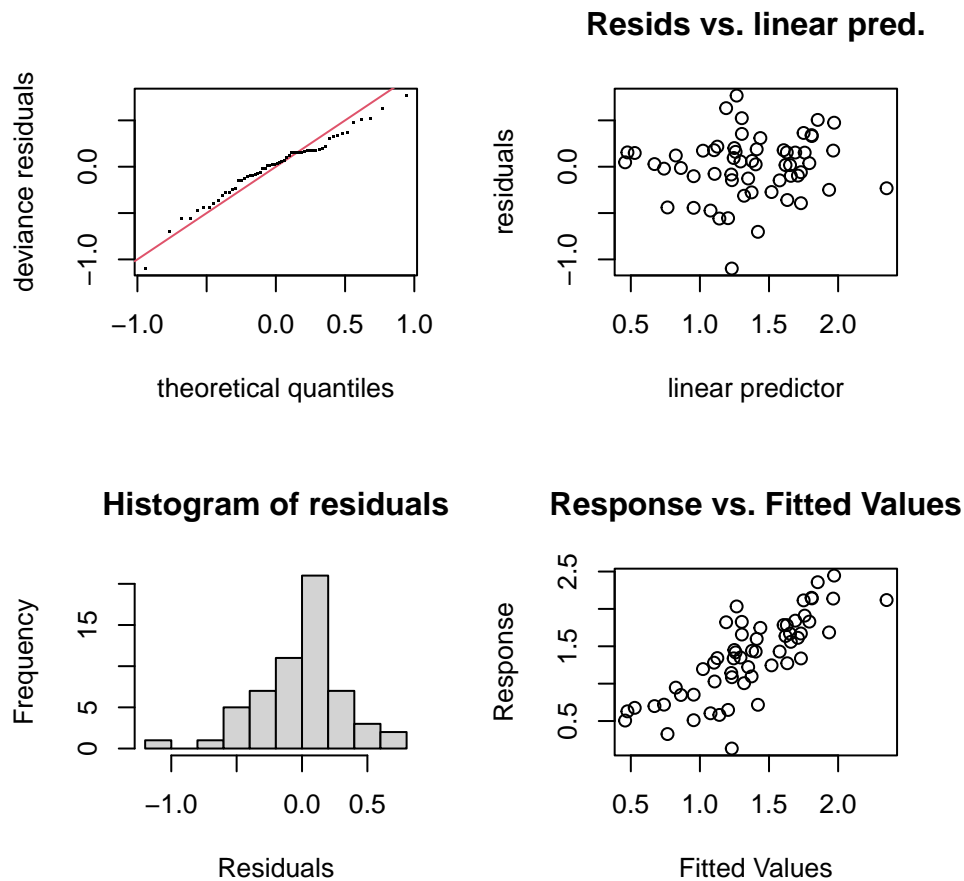 deviance residuals
0.0
−1.0
−1.0
0.0
0.5
1.0
theoretical quantiles
Resids vs. linear pred.
residuals
0.0
−1.0
0.5
1.0
1.5
2.0
linear predictor
Histogram of residuals
Frequency
15
5
0
−1.0
0.0
0.5
Residuals
Response vs. Fitted Values
Response
2.5
1.5
0.5
0.5
1.0
1.5
2.0
Fitted Values